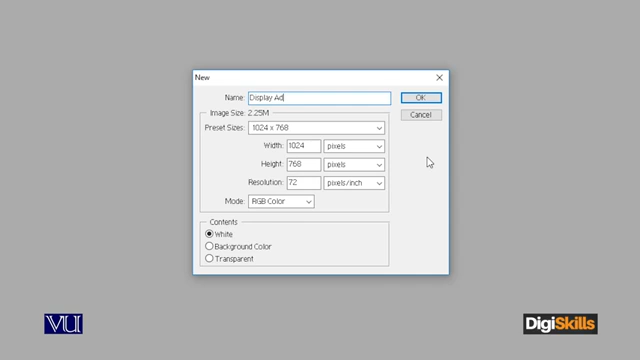 New
Name: Display Ad
OK
Image Size: 2.25M
Cancel
Preset Sizes: 1024 x 768
Width: 1024 pixels
Height: 768 pixels
Resolution: 72 pixels/inch
Mode: RGB Color
Contents
White
Background Color
Transparent
VU
DigiSkills